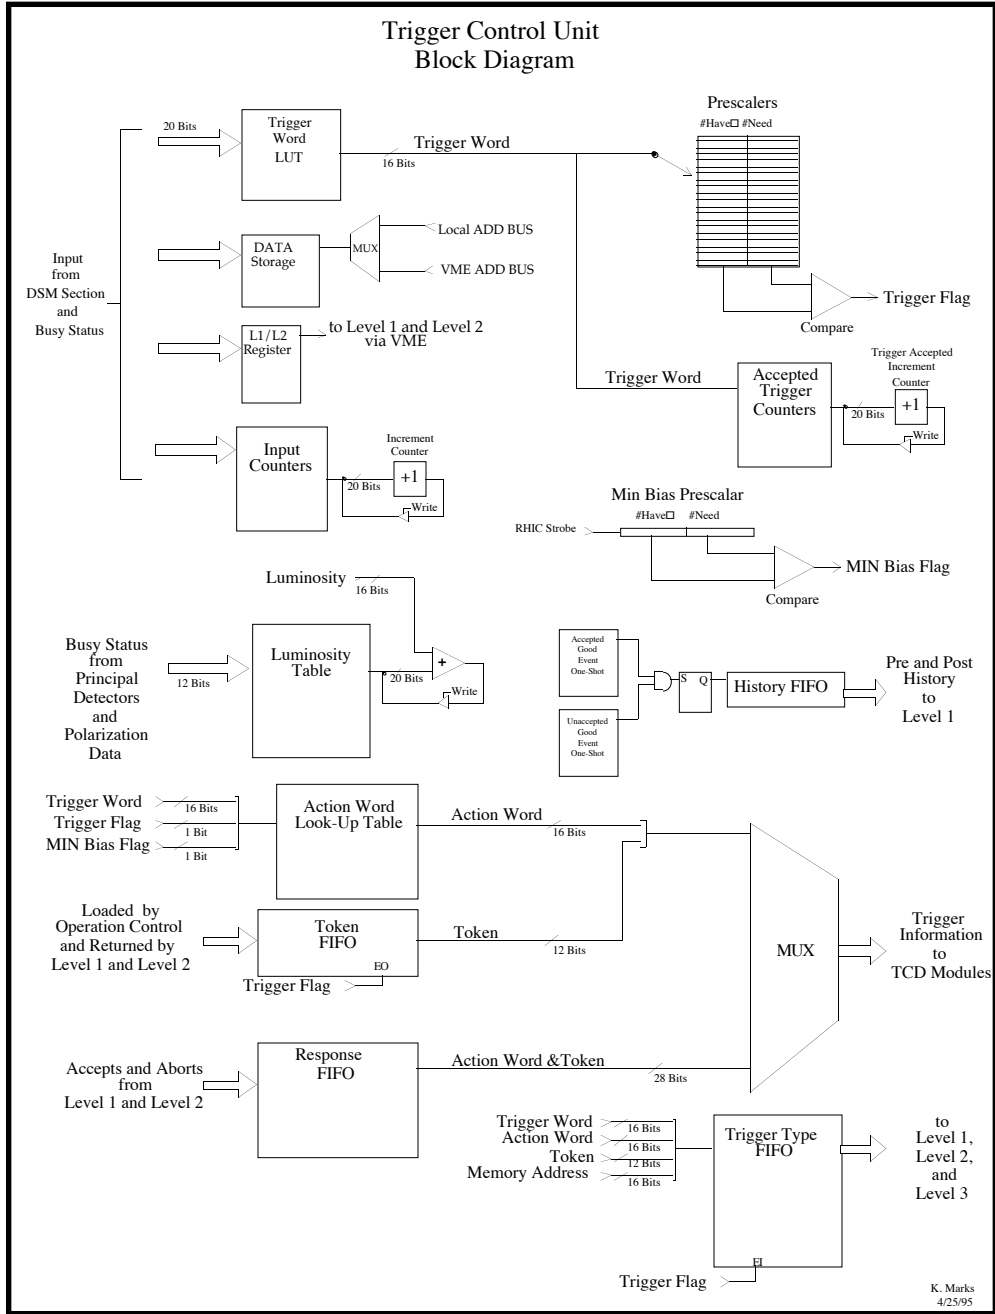 Trigger Control Unit
Block Diagram
Prescalers
#Have #Need
20 Bits
Trigger
Word
LUT
Trigger Word
16 Bits
DATA
Storage
MUX
Local ADD BUS
VME ADD BUS
Input
from
DSM Section
and
Busy Status
Trigger Flag
Compare
L1/L2
Register
to Level 1 and Level 2
via VME
Trigger Word
Accepted
Trigger
Counters
Trigger Accepted
Increment
Counter
+1
20 Bits
Write
Input
Counters
Increment
Counter
+1
20 Bits
Write
Min Bias Prescalar
#Have #Need
RHIC Strobe
MIN Bias Flag
Compare
Luminosity
16 Bits
Busy Status
from
Principal
Detectors
and
Polarization
Data
12 Bits
Luminosity
Table
20 Bits
+
Write
Accepted
Good
Event
One-Shot
Unaccepted
Good
Event
One-Shot
S Q
History FIFO
Pre and Post
History
to
Level 1
Trigger Word
16 Bits
Trigger Flag
1 Bit
MIN Bias Flag
1 Bit
Action Word
Look-Up Table
Action Word
16 Bits
Loaded by
Operation Control
and Returned by
Level 1 and Level 2
Token
FIFO
EO
Trigger Flag
Token
12 Bits
MUX
Trigger
Information
to
TCD Modules
Accepts and Aborts
from
Level 1 and Level 2
Response
FIFO
Action Word &Token
28 Bits
Trigger Word
16 Bits
Action Word
16 Bits
Token
12 Bits
Memory Address
16 Bits
Trigger Type
FIFO
EI
Trigger Flag
to
Level 1,
Level 2,
and
Level 3
K. Marks
4/25/95